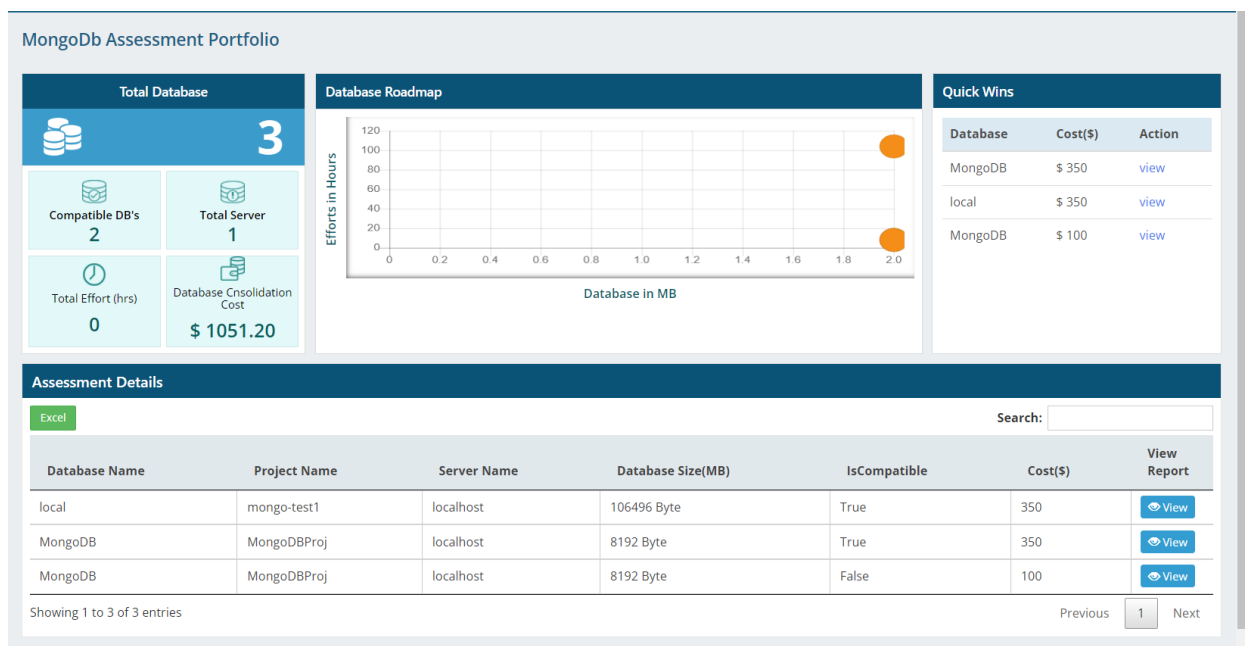 MongoDb Assessment Portfolio
Total Database
3
Compatible DB's
2
Total Server
1
Total Effort (hrs)
0
Database Cnsolidation
Cost
$ 1051.20
Database Roadmap
Efforts in Hours
120
100
80
60
40
20
0
0 0.2 0.4 0.6 0.8 1.0 1.2 1.4 1.6 1.8 2.0
Database in MB
Quick Wins
Database Cost($) Action
MongoDB $ 350 view
local $ 350 view
MongoDB $ 100 view
Assessment Details
Excel
Search:
Database Name Project Name Server Name Database Size(MB) IsCompatible Cost($) View
Report
local mongo-test1 localhost 106496 Byte True 350 View
MongoDB MongoDBProj localhost 8192 Byte True 350 View
MongoDB MongoDBProj localhost 8192 Byte False 100 View
Showing 1 to 3 of 3 entries
Previous 1 Next